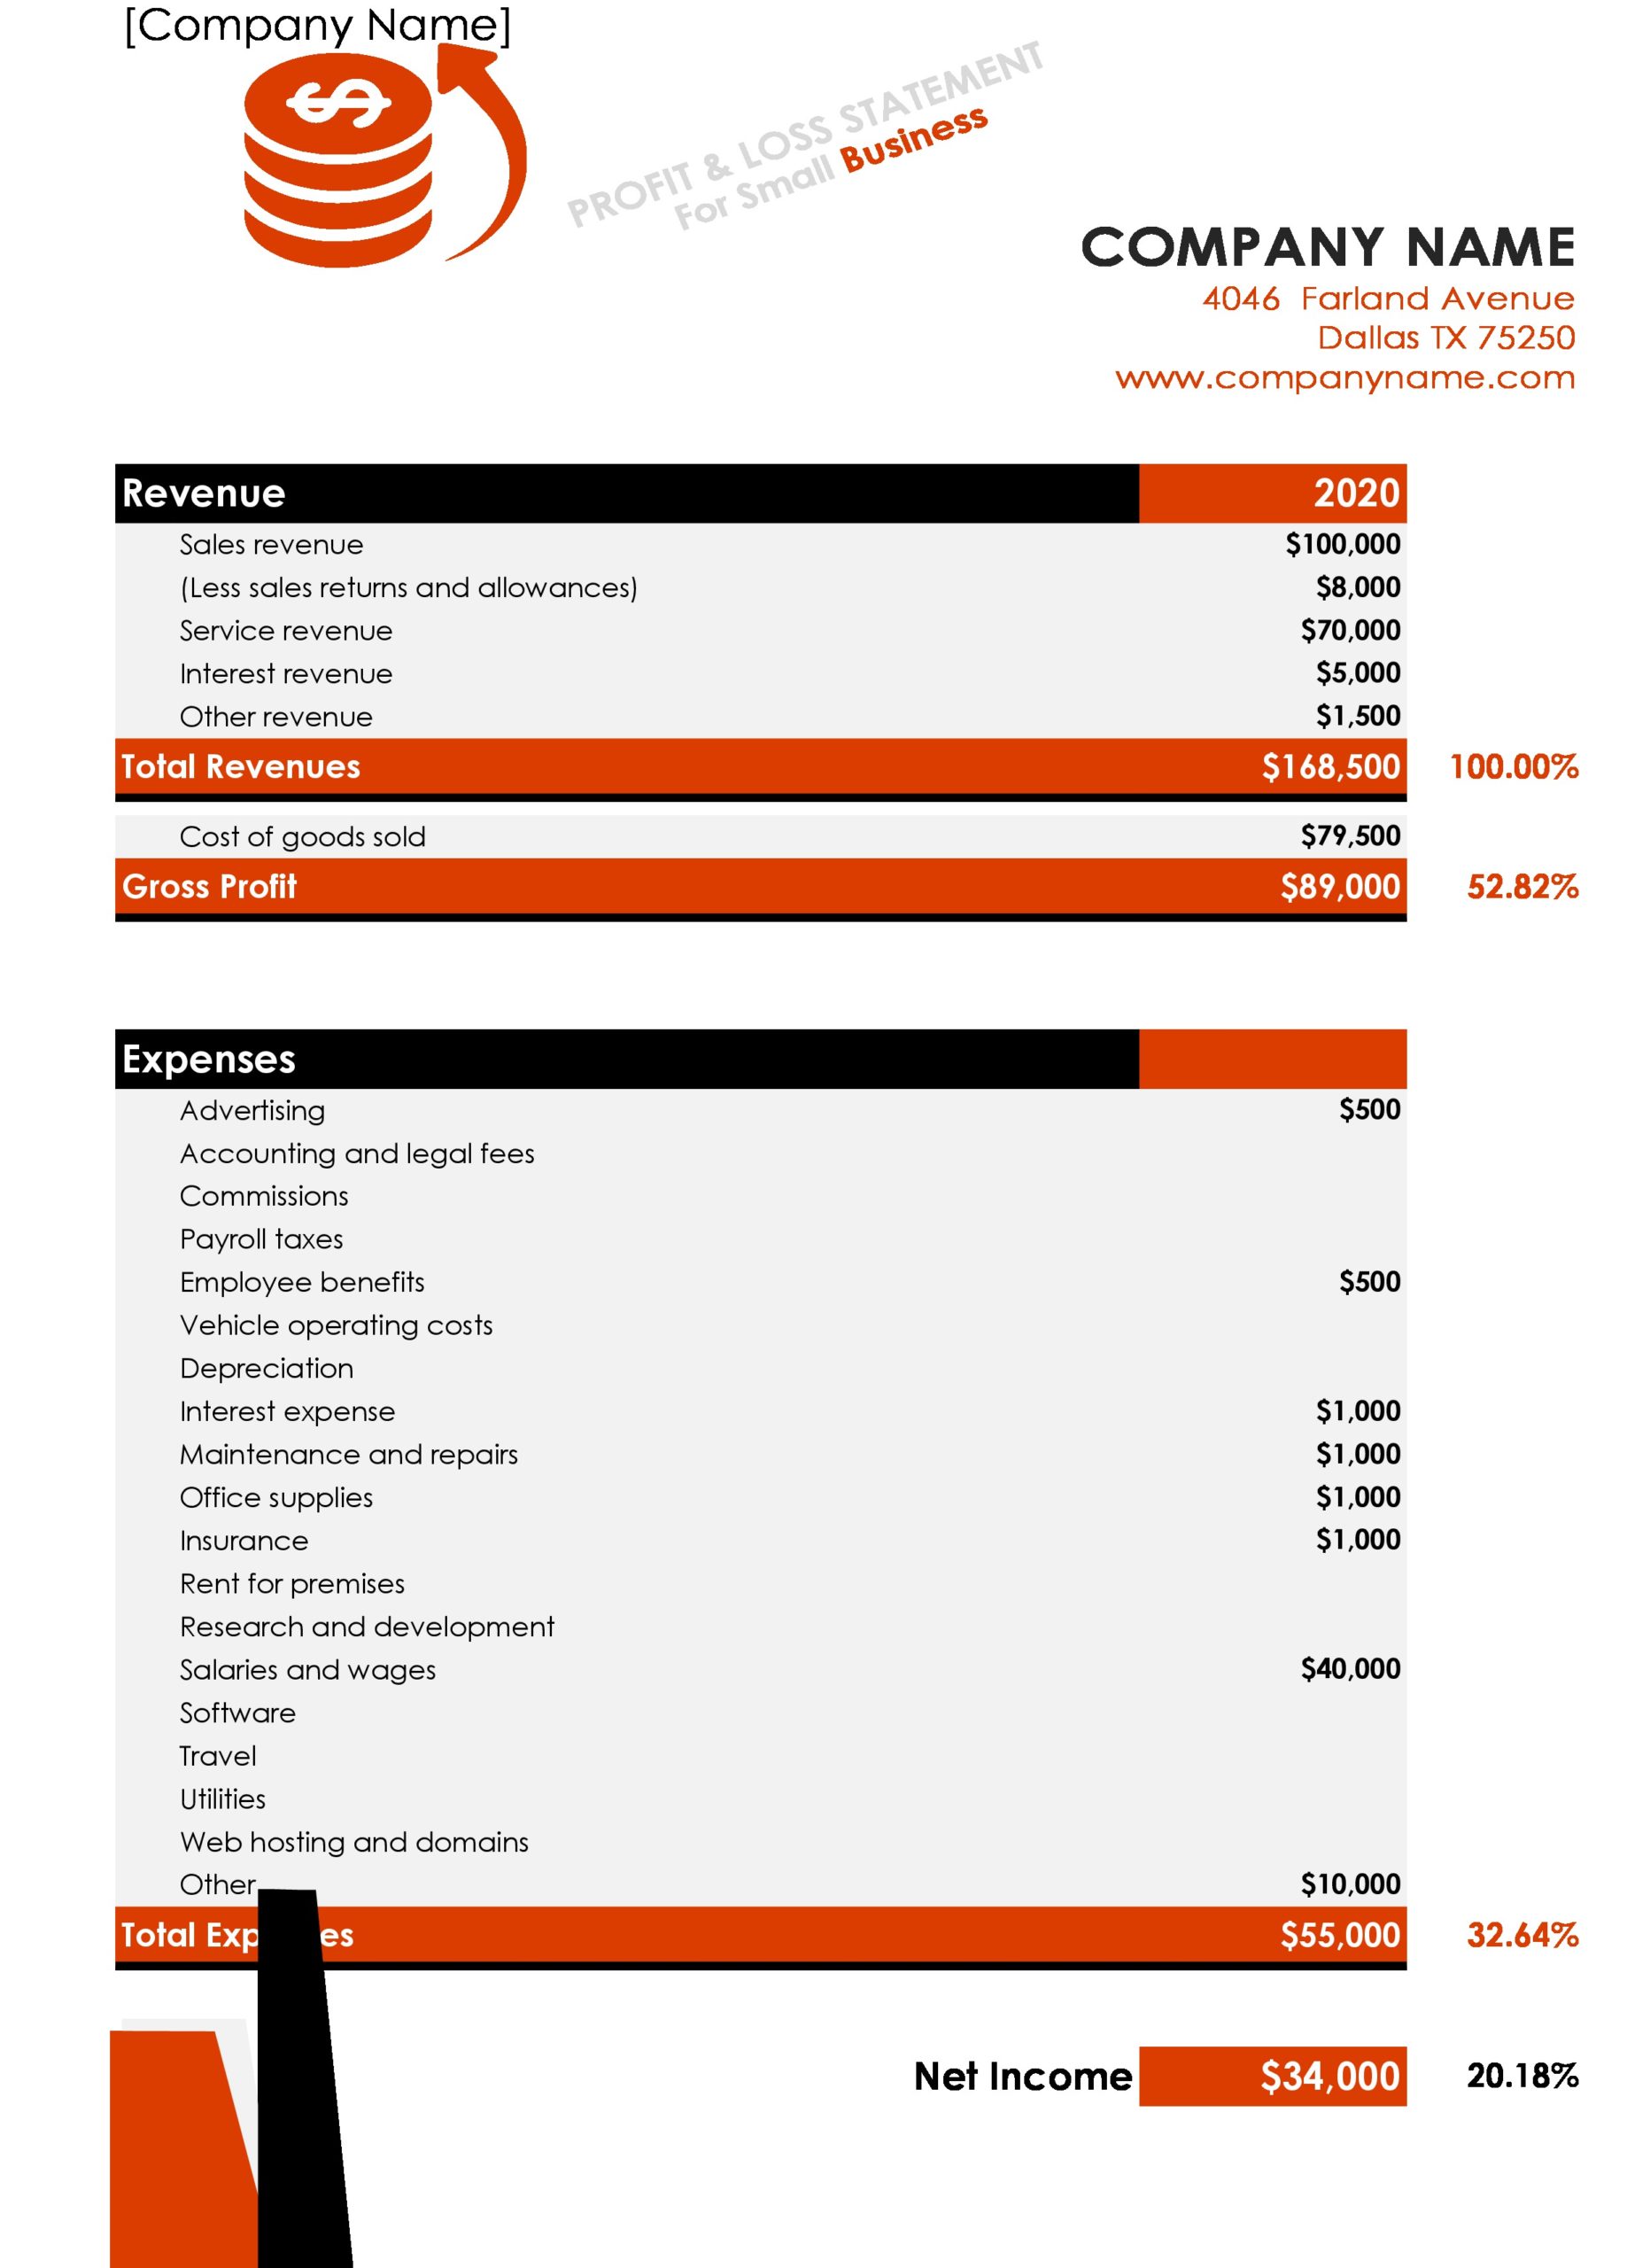 [Company Name]
$
PROFIT & LOSS STATEMENT
For Small Business
COMPANY NAME
4046 Farland Avenue
Dallas TX 75250
www.companyname.com
Revenue 2020
Sales revenue $100,000
(Less sales returns and allowances) $8,000
Service revenue $70,000
Interest revenue $5,000
Other revenue $1,500
Total Revenues $168,500 100.00%
Cost of goods sold $79,500
Gross Profit $89,000 52.82%
Expenses
Advertising $500
Accounting and legal fees
Commissions
Payroll taxes
Employee benefits $500
Vehicle operating costs
Depreciation
Interest expense $1,000
Maintenance and repairs $1,000
Office supplies $1,000
Insurance $1,000
Rent for premises
Research and development
Salaries and wages $40,000
Software
Travel
Utilities
Web hosting and domains
Other $10,000
Total Exp es $55,000 32.64%
Net Income $34,000 20.18%